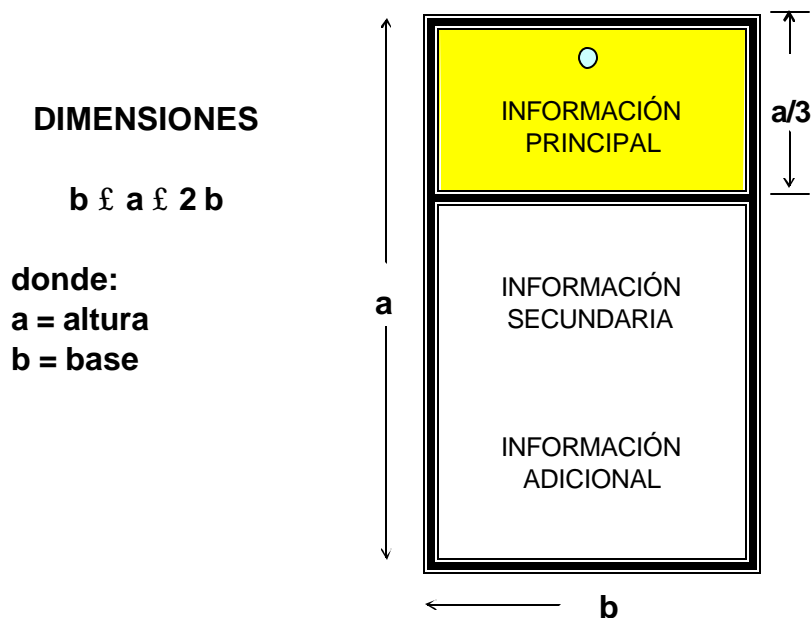 DIMENSIONES
b £ a £ 2 b
donde:
a = altura
b = base
a
INFORMACIÓN
PRINCIPAL
a/3
INFORMACIÓN
SECUNDARIA
INFORMACIÓN
ADICIONAL
b